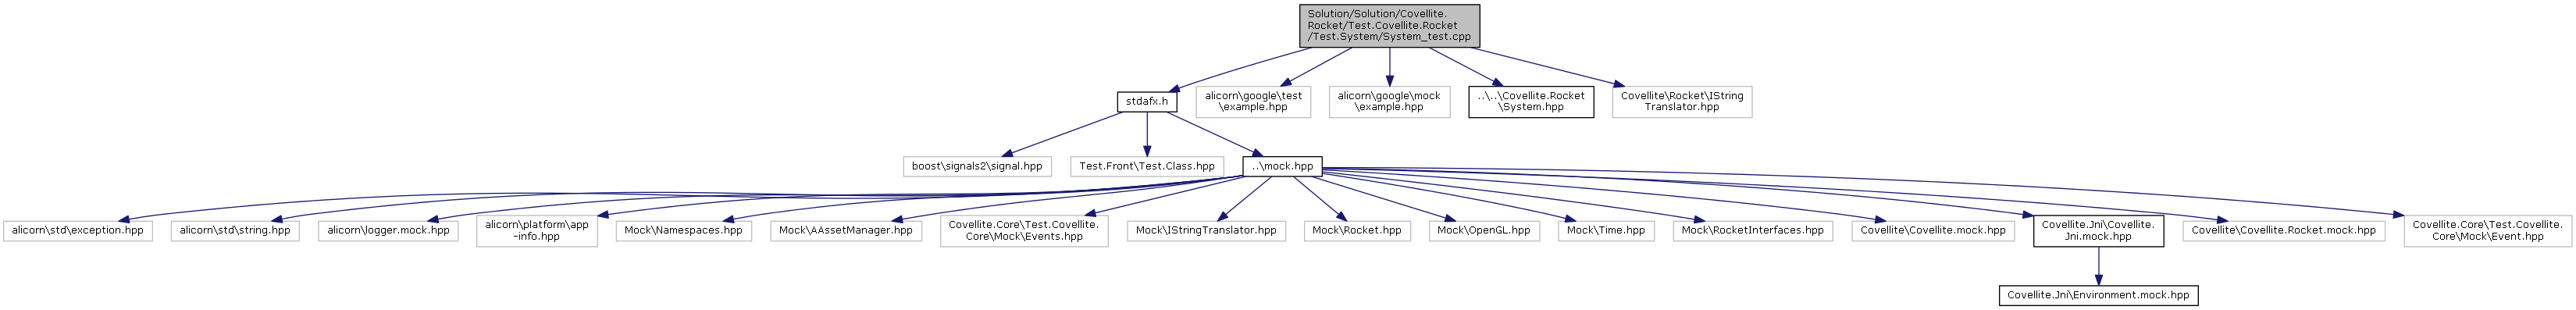 Solution/Solution/Covellite.
Rocket/Test.Covellite.Rocket
/Test.System/System_test.cpp
stdafx.h
alicorn\google\test
\example.hpp
alicorn\google\mock
\example.hpp
..\..\Covellite.Rocket
\System.hpp
Covellite\Rocket\IString
Translator.hpp
boost\signals2\signal.hpp
Test.Front\Test.Class.hpp
..\mock.hpp
alicorn\std\exception.hpp
alicorn\std\string.hpp
alicorn\logger.mock.hpp
alicorn\platform\app
-info.hpp
Mock\Namespaces.hpp
Mock\AAssetManager.hpp
Covellite.Core\Test.Covellite.
Core\Mock\Events.hpp
Mock\IStringTranslator.hpp
Mock\Rocket.hpp
Mock\OpenGL.hpp
Mock\Time.hpp
Mock\RocketInterfaces.hpp
Covellite\Covellite.mock.hpp
Covellite.Jni\Covellite.
Jni.mock.hpp
Covellite\Covellite.Rocket.mock.hpp
Covellite.Core\Test.Covellite.
Core\Mock\Event.hpp
Covellite.Jni\Environment.mock.hpp